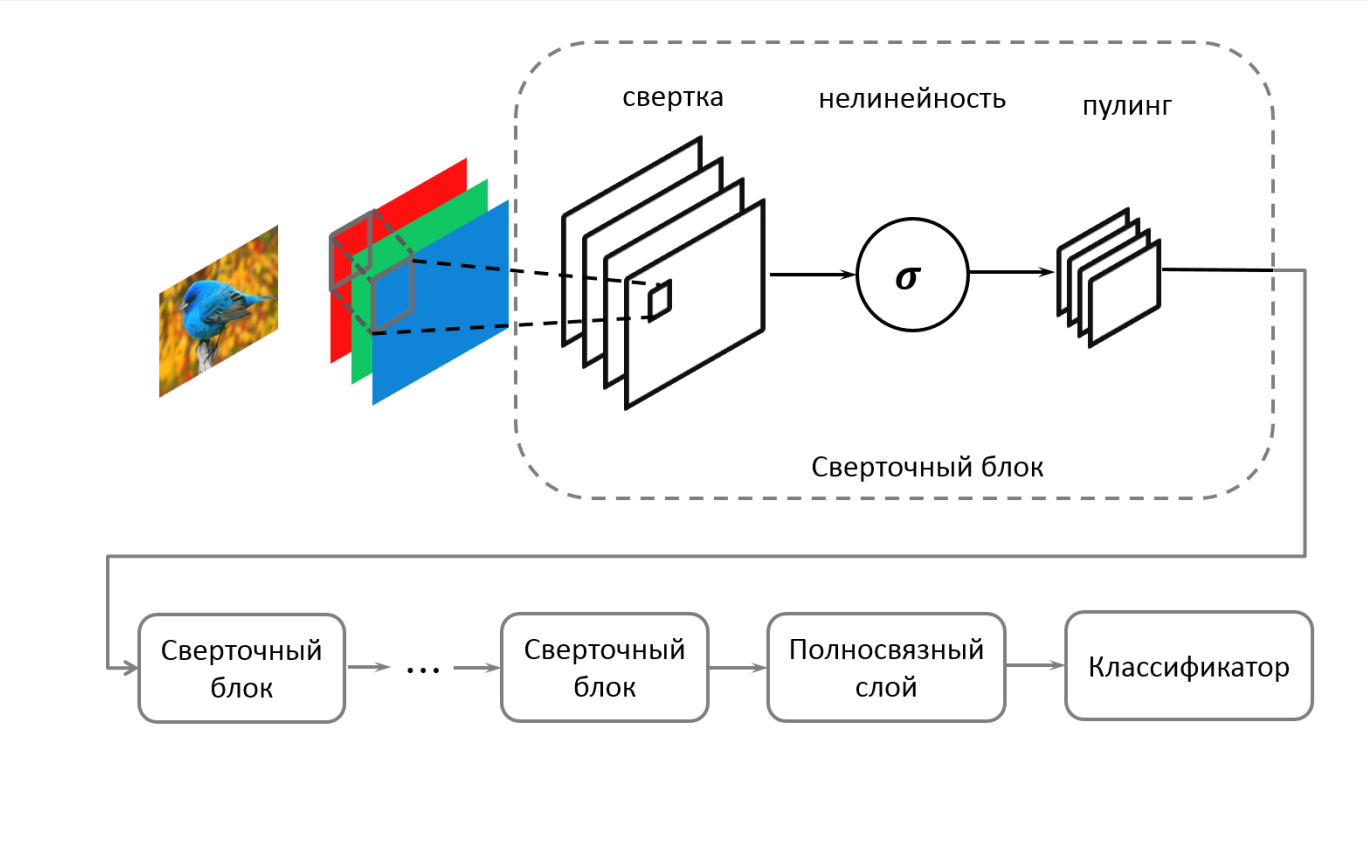 свертка
нелинейность
пулинг
σ
Сверточный блок
Сверточный
блок
...
Сверточный
блок
Полносвязный
слой
Классификатор